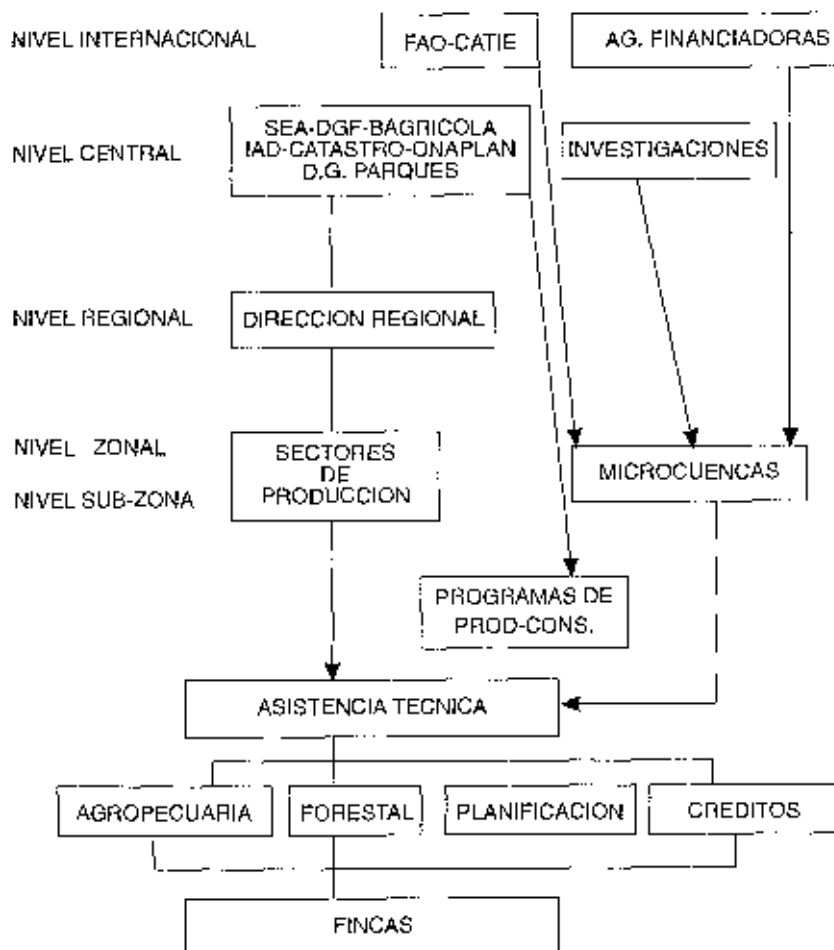 NIVEL INTERNACIONAL
FAO-CATIE
AG. FINANCIADORAS
NIVEL CENTRAL
SEA-DGF-BAGRICOLA
IAD-CATASTRO-ONAPLAN
D.G. PARQUES
INVESTIGACIONES
NIVEL REGIONAL
DIRECCION REGIONAL
NIVEL ZONAL
NIVEL SUB-ZONA
SECTORES
DE
PRODUCCION
MICROCUENCAS
PROGRAMAS DE
PROD-CONS.
ASISTENCIA TECNICA
AGROPECUARIA
FORESTAL
PLANIFICACION
CREDITOS
FINCAS